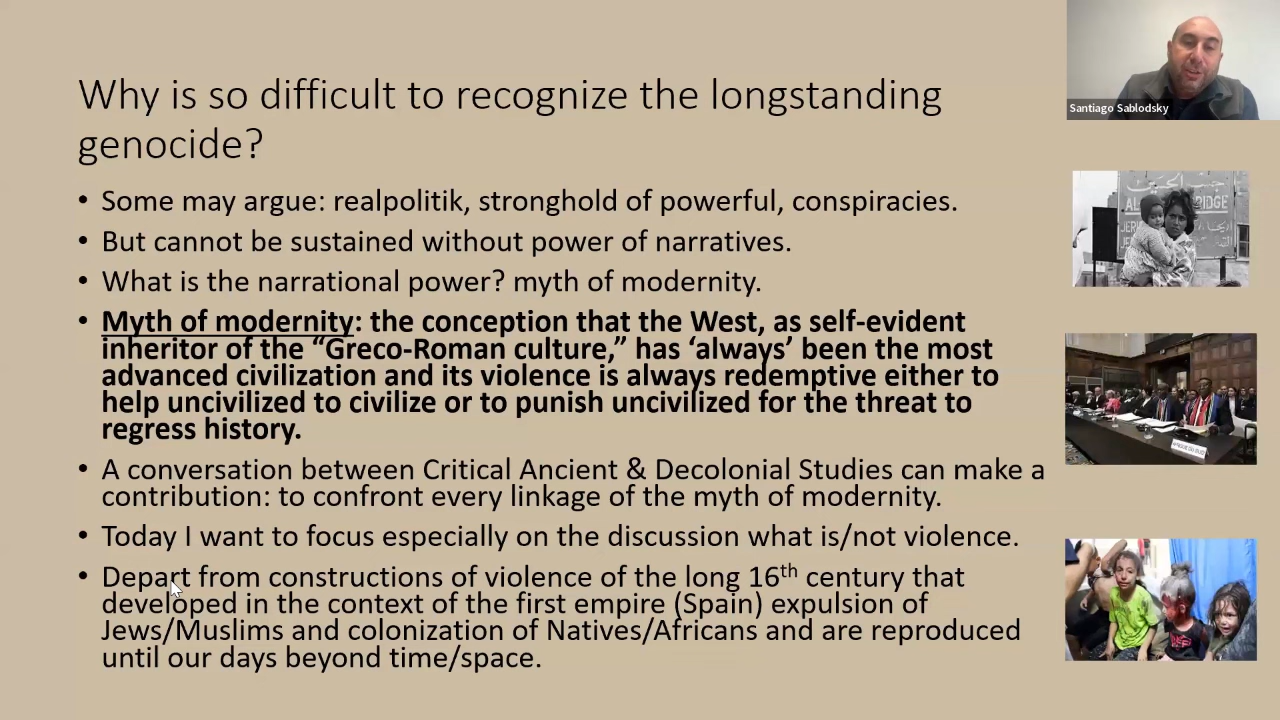 Why is so difficult to recognize the longstanding
genocide?
• Some may argue: realpolitik, stronghold of powerful, conspiracies.
• But cannot be sustained without power of narratives.
• What is the narrational power? myth of modernity.
• Myth of modernity: the conception that the West, as self-evident
inheritor of the “Greco-Roman culture,” has ‘always’ been the most
advanced civilization and its violence is always redemptive either to
help uncivilized to civilize or to punish uncivilized for the threat to
regress history.
• A conversation between Critical Ancient & Decolonial Studies can make a
contribution: to confront every linkage of the myth of modernity.
• Today I want to focus especially on the discussion what is/not violence.
• Depart from constructions of violence of the long 16th century that
developed in the context of the first empire (Spain) expulsion of
Jews/Muslims and colonization of Natives/Africans and are reproduced
until our days beyond time/space.
Santiago Sablodsky